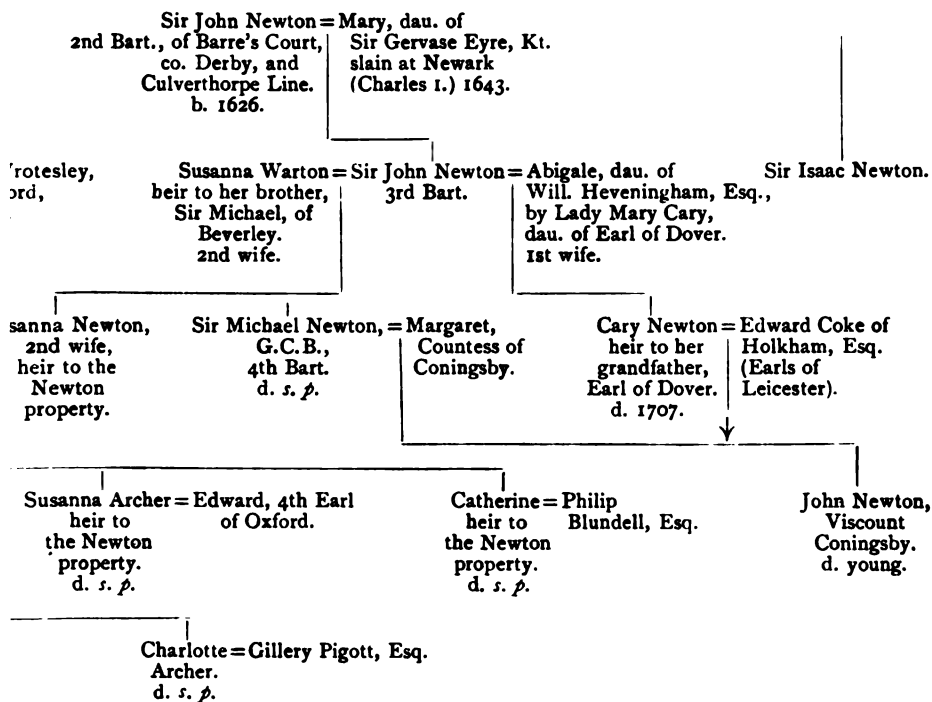 Sir John Newton = Mary, dau. of
2nd Bart., of Barre's Court, Sir Gervase Eyre, Kt.
co. Derby, and slain at Newark
Culverthorpe Line. (Charles I.) 1643.
b. 1626.
rotesley, Susanna Warton = Sir John Newton = Abigale, dau. of Sir Isaac Newton.
ord, heir to her brother, 3rd Bart. Will. Heveningham, Esq.,
Sir Michael, of by Lady Mary Cary,
Beverley. dau. of Earl of Dover.
2nd wife. 1st wife.
sanna Newton, Sir Michael Newton, = Margaret, Cary Newton = Edward Coke of
2nd wife, G.C.B., Countess of heir to her Holkham, Esq.
heir to the 4th Bart. Coningsby. grandfather, (Earls of
Newton d. s. p. Earl of Dover. Leicester).
property. d. 1707.
Susanna Archer = Edward, 4th Earl Catherine = Philip John Newton,
heir to of Oxford. heir to Blundell, Esq. Viscount
the Newton the Newton Coningsby.
property. property. d. young.
d. s. p. d. s. p.
Charlotte = Gillery Pigott, Esq.
Archer.
d. s. p.